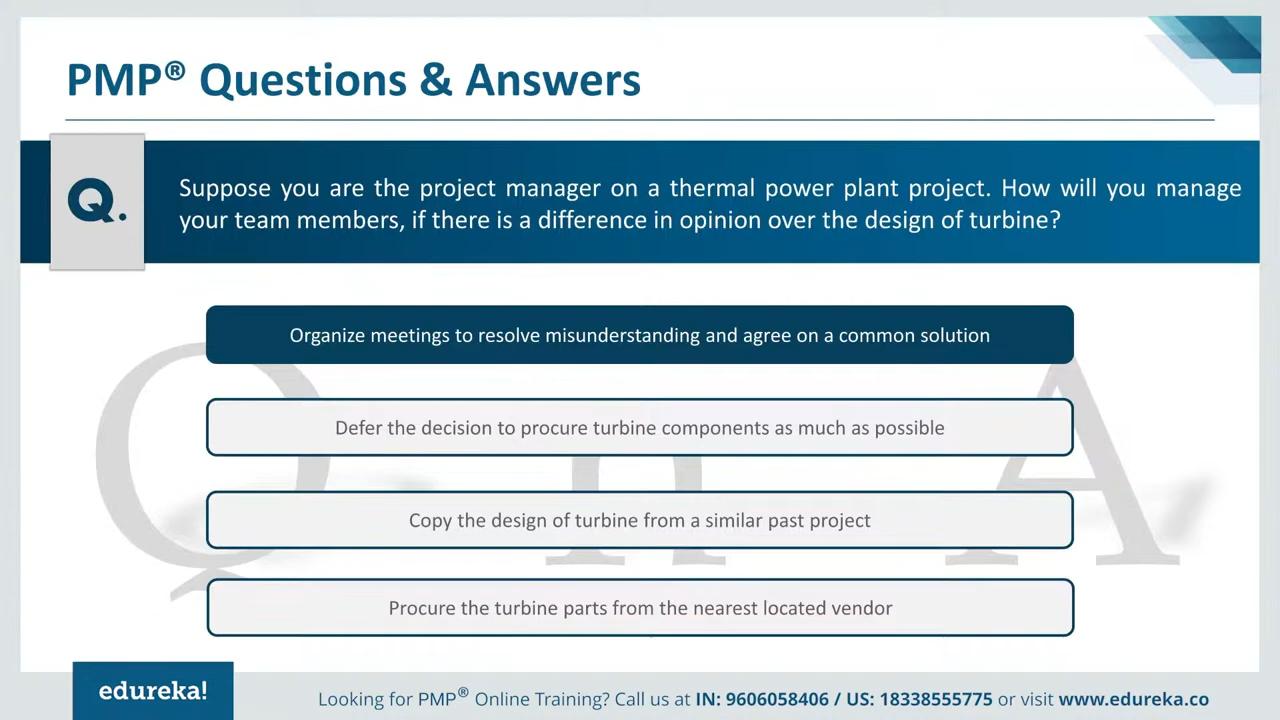 PMP® Questions & Answers
Q.
Suppose you are the project manager on a thermal power plant project. How will you manage
your team members, if there is a difference in opinion over the design of turbine?
Organize meetings to resolve misunderstanding and agree on a common solution
Defer the decision to procure turbine components as much as possible
Copy the design of turbine from a similar past project
Procure the turbine parts from the nearest located vendor
Q n A
edureka!
Looking for PMP® Online Training? Call us at IN: 9606058406 / US: 18338555775 or visit www.edureka.co